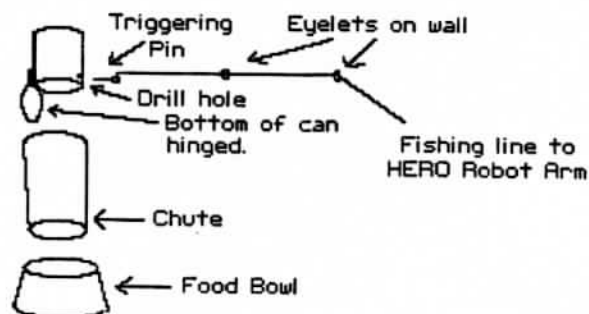 Triggering
Pin
Eyelets on wall
Drill hole
Bottom of can
hinged.
Fishing line to
HERO Robot Arm
Chute
Food Bowl